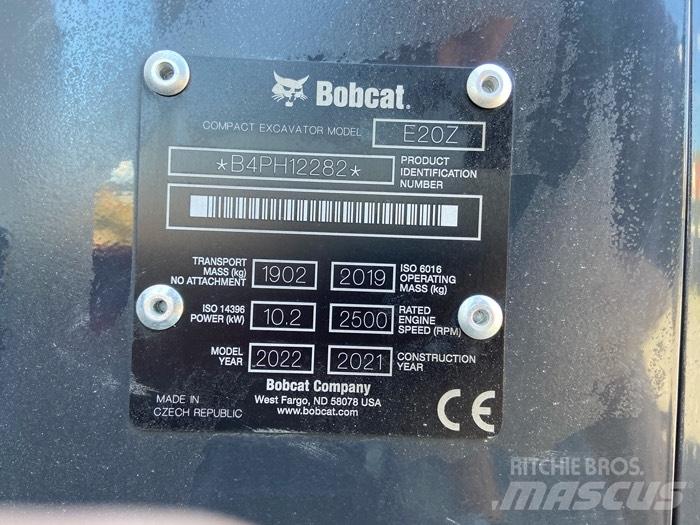 Bobcat.
COMPACT EXCAVATOR MODEL E20Z
*B4PH12282* PRODUCT IDENTIFICATION NUMBER
TRANSPORT MASS (kg) NO ATTACHMENT 1902 2019 ISO 6016 OPERATING MASS (kg)
ISO 14396 POWER (kW) 10.2 2500 RATED ENGINE SPEED (RPM)
MODEL YEAR 2022 2021 CONSTRUCTION YEAR
Bobcat Company
West Fargo, ND 58078 USA
www.bobcat.com
MADE IN
CZECH REPUBLIC
CE
RITCHIE BROS.
MASCUS